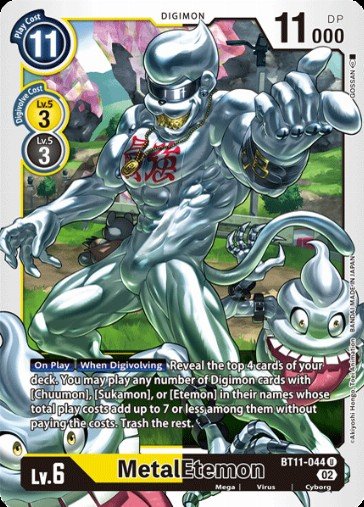 DIGIMON
Play Cost
11
11 000
DP
Digivolve Cost
Lv.5
3
Lv.5
3
最強
On Play When Digivolving Reveal the top 4 cards of your
deck. You may play any number of Digimon cards with
[Chuumon], [Sukamon], or [Etemon] in their names whose
total play costs add up to 7 or less among them without
paying the costs. Trash the rest.
BT11-044 U
Lv.6
MetalEtemon
02
Mega Virus Cyborg